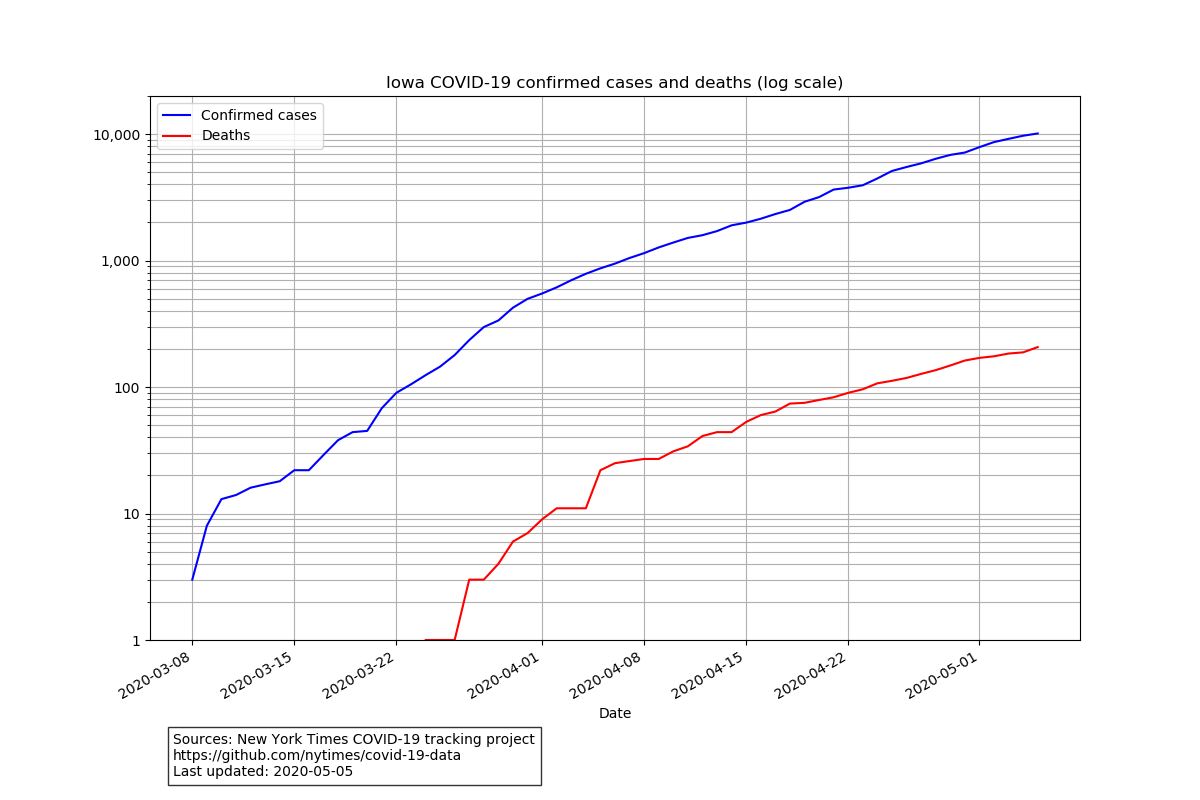 Iowa COVID-19 confirmed cases and deaths (log scale)
Confirmed cases
Deaths
10,000
1,000
100
10
1
2020-03-08
2020-03-15
2020-03-22
2020-04-01
2020-04-08
2020-04-15
2020-04-22
2020-05-01
Date
Sources: New York Times COVID-19 tracking project
https://github.com/nytimes/covid-19-data
Last updated: 2020-05-05